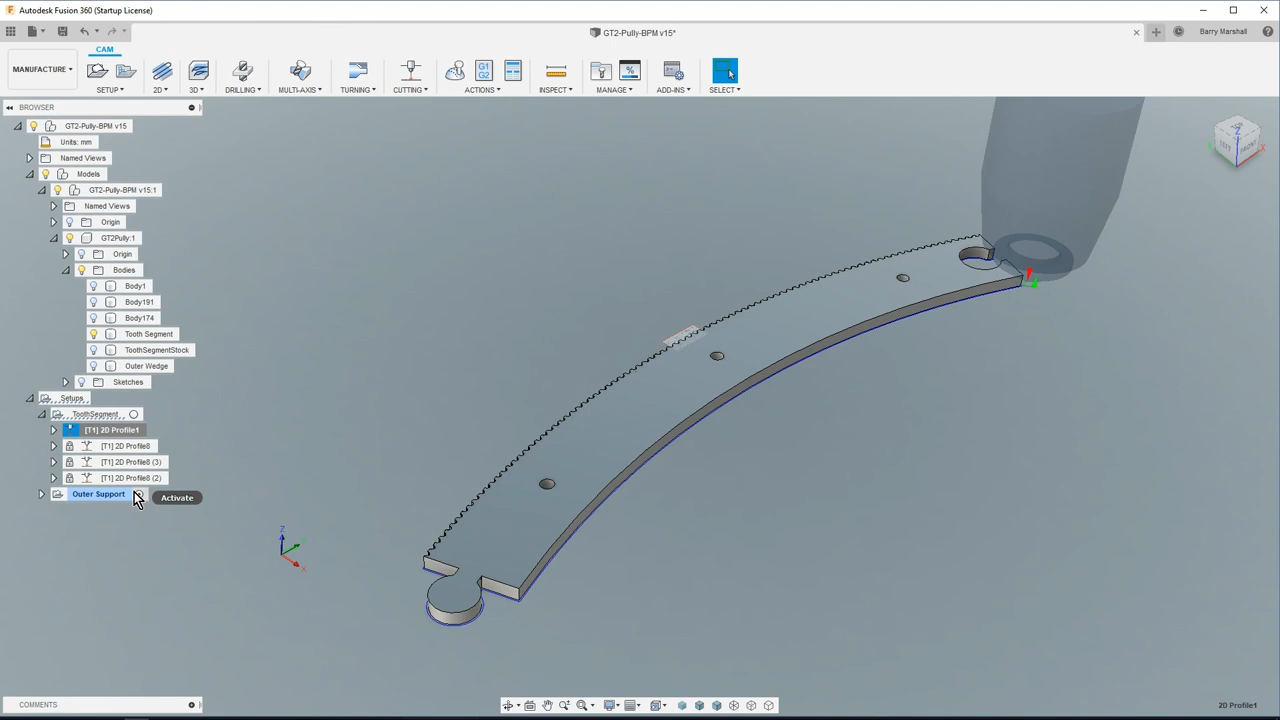 Autodesk Fusion 360 (Startup License)
GT2-Pully-BPM v15*
Barry Marshall
CAM
MANUFACTURE
SETUP
2D
3D
DRILLING
MULTI-AXIS
TURNING
CUTTING
G1
G2
ACTIONS
INSPECT
MANAGE
ADD-INS
SELECT
BROWSER
GT2-Pully-BPM v15
Units: mm
Named Views
Models
GT2-Pully-BPM v15:1
Named Views
Origin
GT2Pully:1
Origin
Bodies
Body1
Body191
Body174
Tooth Segment
ToothSegmentStock
Outer Wedge
Sketches
Setups
ToothSegment
[T1] 2D Profile1
[T1] 2D Profile8
[T1] 2D Profile8 (3)
[T1] 2D Profile8 (2)
Outer Support
Activate
Z
Y
X
Z
X
LEFT
FRONT
COMMENTS
2D Profile1